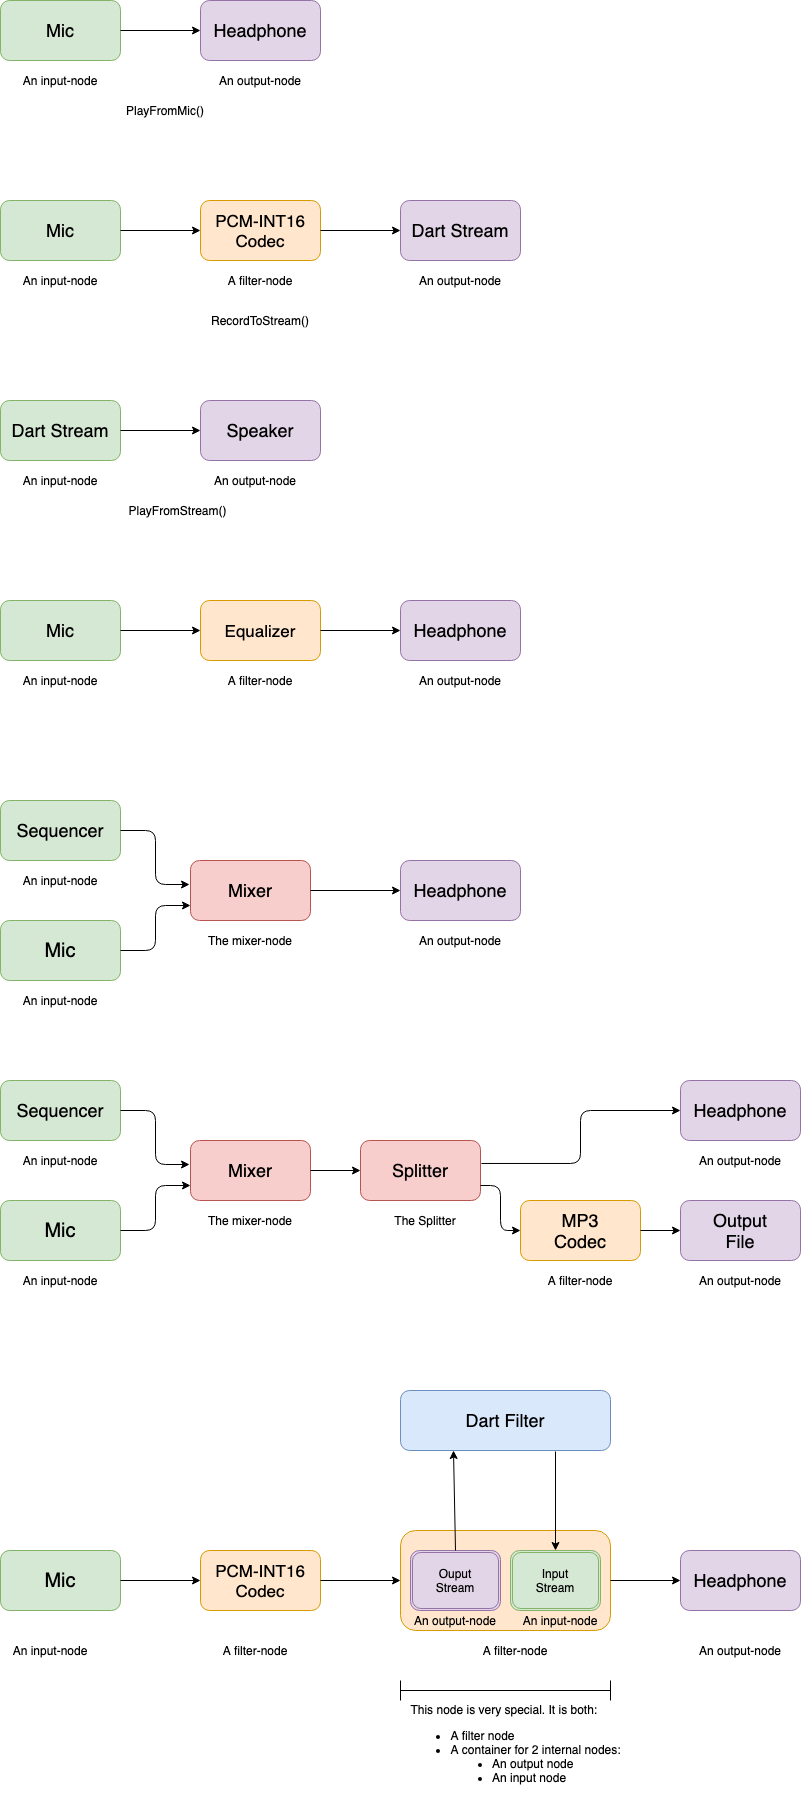 Mic
Headphone
An input-node
An output-node
PlayFromMic()
Mic
PCM-INT16
Codec
Dart Stream
An input-node
A filter-node
An output-node
RecordToStream()
Dart Stream
Speaker
An input-node
An output-node
PlayFromStream()
Mic
Equalizer
Headphone
An input-node
A filter-node
An output-node
Sequencer
An input-node
Mixer
Headphone
The mixer-node
An output-node
Mic
An input-node
Sequencer
Headphone
An input-node
An output-node
Mixer
Splitter
The mixer-node
The Splitter
Mic
MP3
Codec
Output
File
An input-node
A filter-node
An output-node
Dart Filter
Mic
PCM-INT16
Codec
Ouput
Stream
Input
Stream
Headphone
An output-node
An input-node
An input-node
A filter-node
A filter-node
An output-node
This node is very special. It is both:
• A filter node
• A container for 2 internal nodes:
• An output node
• An input node